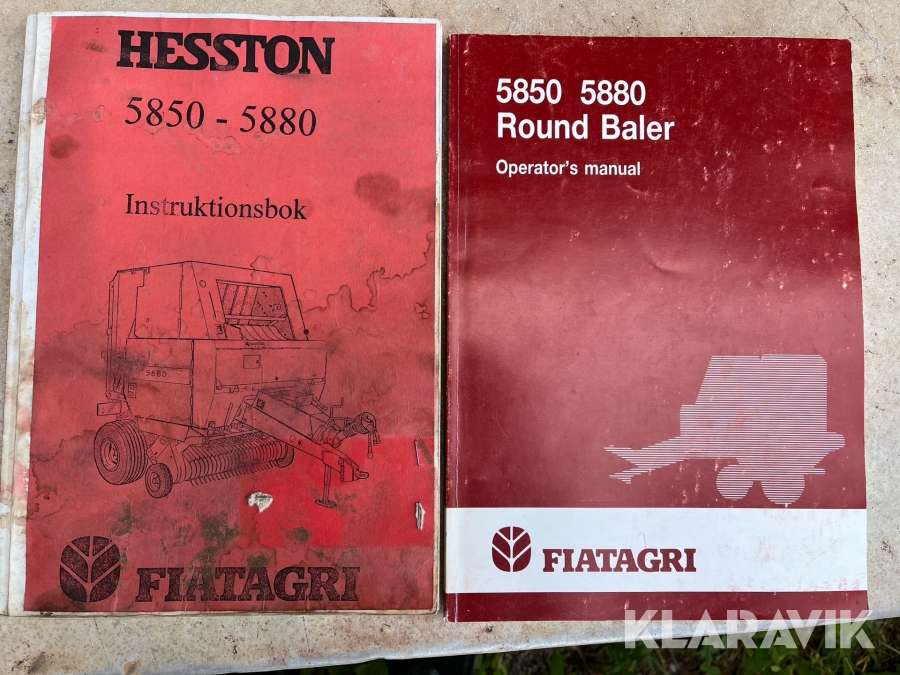 HESSTON
5850 - 5880
Instruktionsbok
5880
FIATAGRI
5850 5880
Round Baler
Operator's manual
FIATAGRI
KLARAVIK